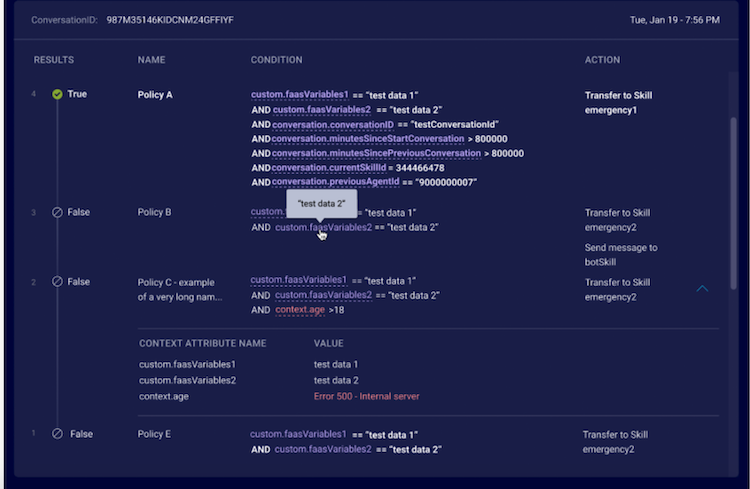 ConversationID: 987M35146KIDCNM24GFFIYF
Tue, Jan 19 - 7:56 PM
RESULTS NAME CONDITION ACTION
4 True Policy A custom.faasVariables1 == "test data 1" Transfer to Skill
AND custom.faasVariables2 == "test data 2" emergency1
AND conversation.conversationID == "testConversationId"
AND conversation.minutesSinceStartConversation > 800000
AND conversation.minutesSincePreviousConversation > 800000
AND conversation.currentSkillId = 344466478
AND conversation.previousAgentId == "9000000007"
"test data 2"
3 False Policy B custom. == "test data 1" Transfer to Skill
AND custom.faasVariables2 == "test data 2" emergency2
Send message to
botSkill
2 False Policy C - example custom.faasVariables1 == "test data 1" Transfer to Skill
of a very long nam... AND custom.faasVariables2 == "test data 2" emergency2
AND context.age >18
CONTEXT ATTRIBUTE NAME VALUE
custom.faasVariables1 test data 1
custom.faasVariables2 test data 2
context.age Error 500 - Internal server
1 False Policy E custom.faasVariables1 == "test data 1" Transfer to Skill
AND custom.faasVariables2 == "test data 2" emergency2